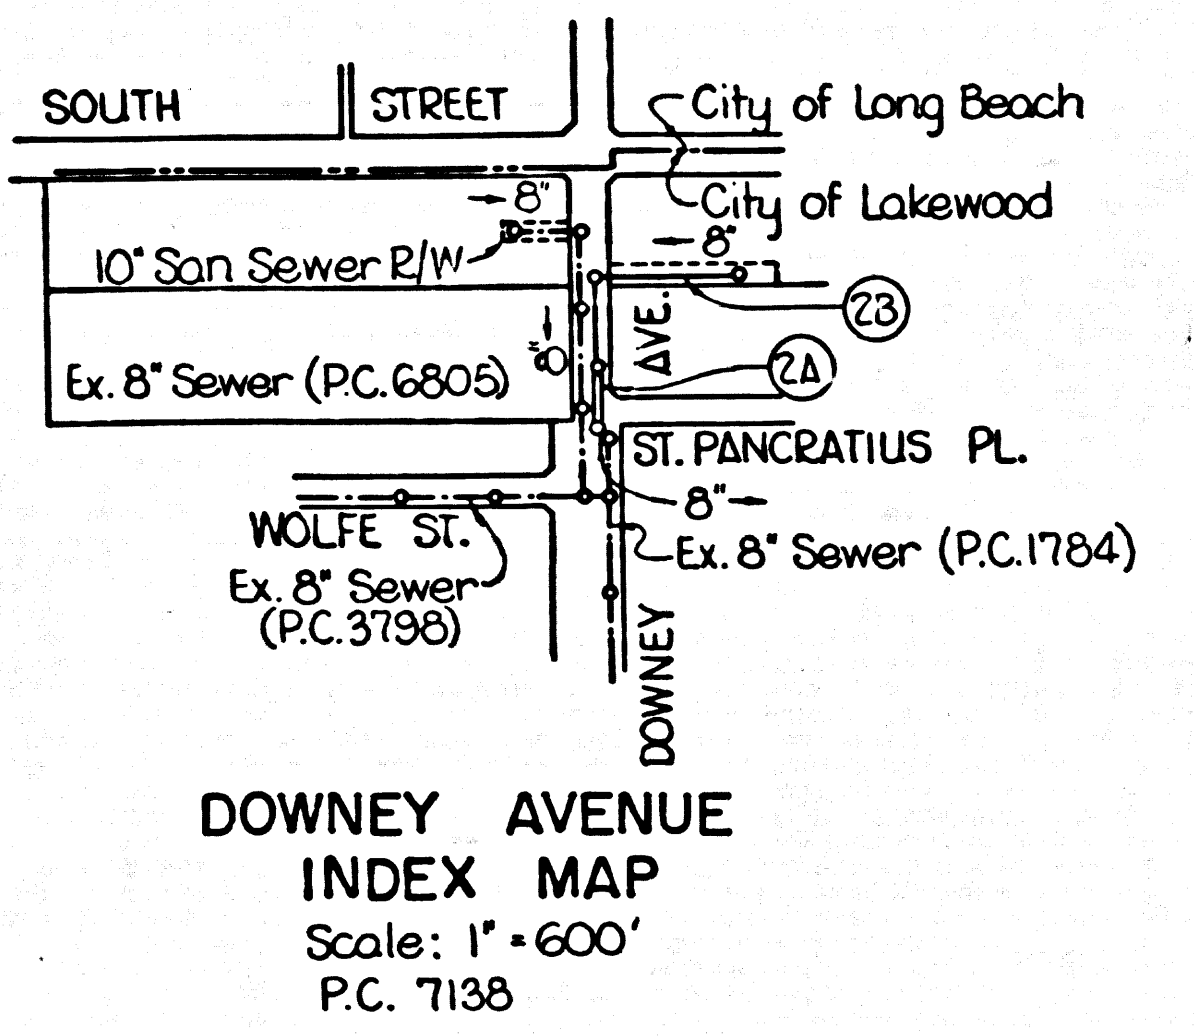 SOUTH STREET
City of Long Beach
8"
City of Lakewood
10" San Sewer R/W
8"
2B
AVE.
8"
Ex. 8" Sewer (P.C. 6805)
2A
ST. PANCRATIUS PL.
8"
WOLFE ST.
Ex. 8" Sewer (P.C. 1784)
Ex. 8" Sewer
(P.C. 3798)
DOWNEY
DOWNEY AVENUE
INDEX MAP
Scale: 1" = 600'
P.C. 7138